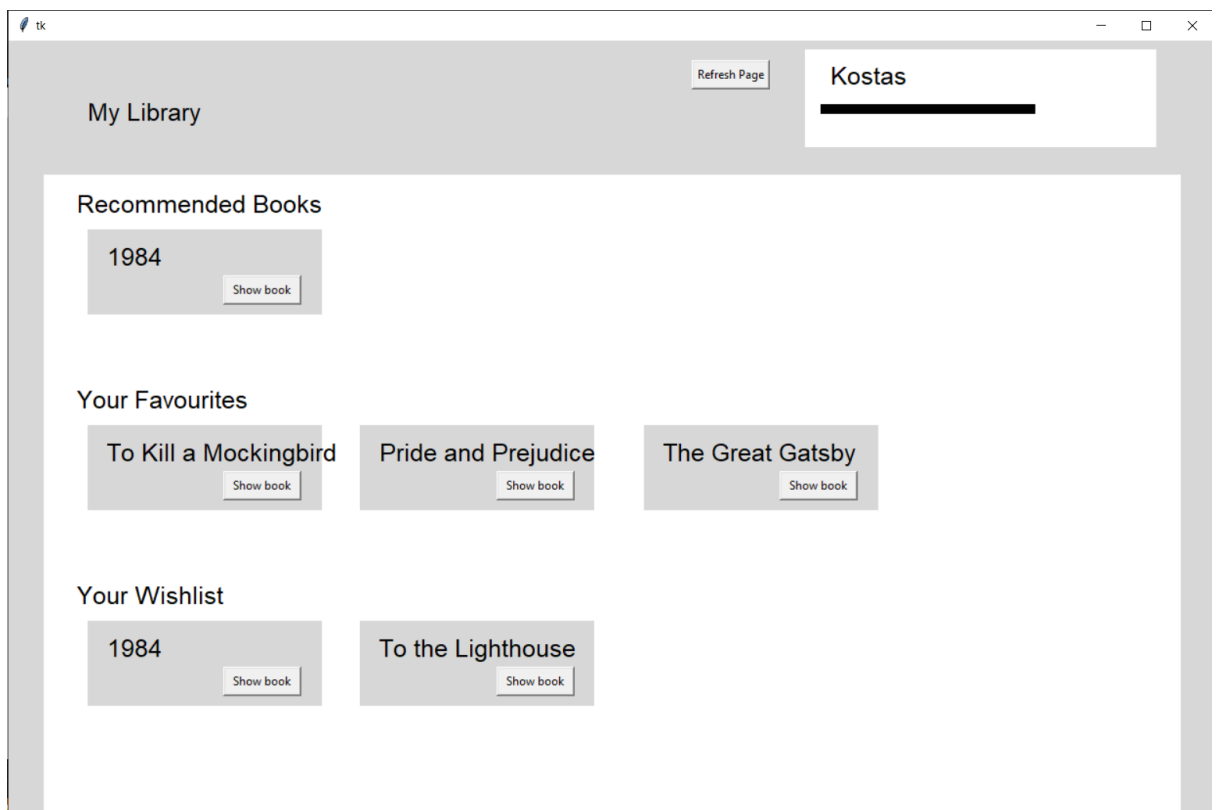 tk
Refresh Page
Kostas
My Library
Recommended Books
1984
Show book
Your Favourites
To Kill a Mockingbird
Show book
Pride and Prejudice
Show book
The Great Gatsby
Show book
Your Wishlist
1984
Show book
To the Lighthouse
Show book